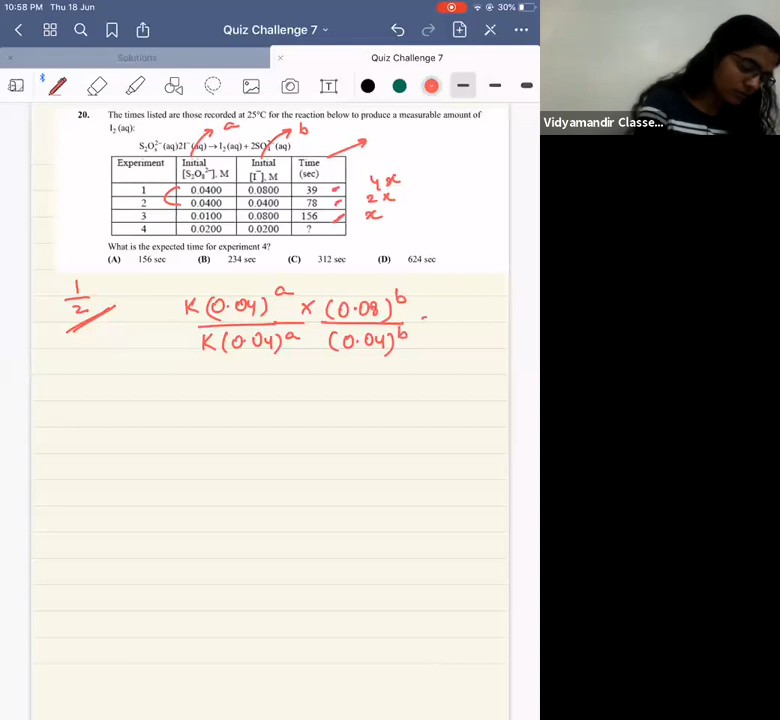 10:58 PM Thu 18 Jun
30%
Quiz Challenge 7
Solutions
Quiz Challenge 7
20. The times listed are those recorded at 25°C for the reaction below to produce a measurable amount of
I₂ (aq):
a b
S₂O₈²⁻ (aq)2I⁻ (aq) → I₂ (aq) + 2SO₄²⁻ (aq)
Experiment Initial [S₂O₈²⁻], M Initial [I⁻], M Time (sec)
1 0.0400 0.0800 39 4x
2 0.0400 0.0400 78 2x
3 0.0100 0.0800 156 x
4 0.0200 0.0200 ?
What is the expected time for experiment 4?
(A) 156 sec (B) 234 sec (C) 312 sec (D) 624 sec
1/2
K(0.04)^a × (0.08)^b
K(0.04)^a (0.04)^b
Vidyamandir Classe...